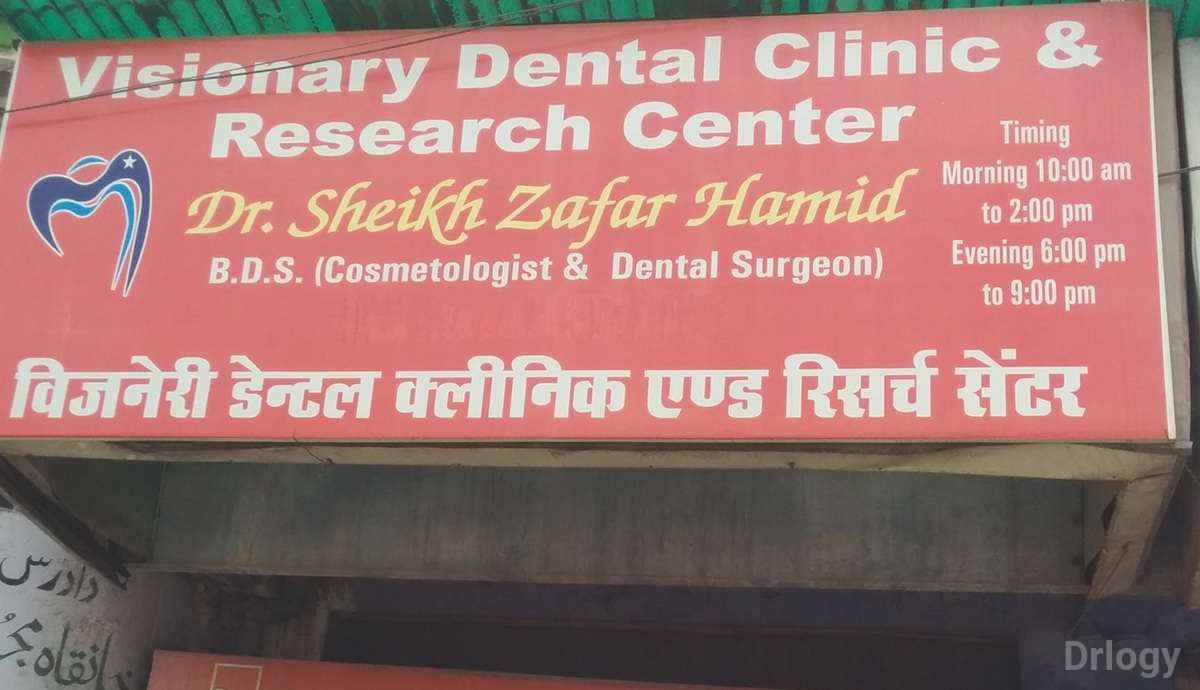 Visionary Dental Clinic &
Research Center
Dr. Sheikh Zafar Hamid
B.D.S. (Cosmetologist & Dental Surgeon)
Timing
Morning 10:00 am
to 2:00 pm
Evening 6:00 pm
to 9:00 pm
विजनेरी डेन्टल क्लीनिक एण्ड रिसर्च सेंटर
خانقاہ
Drlogy